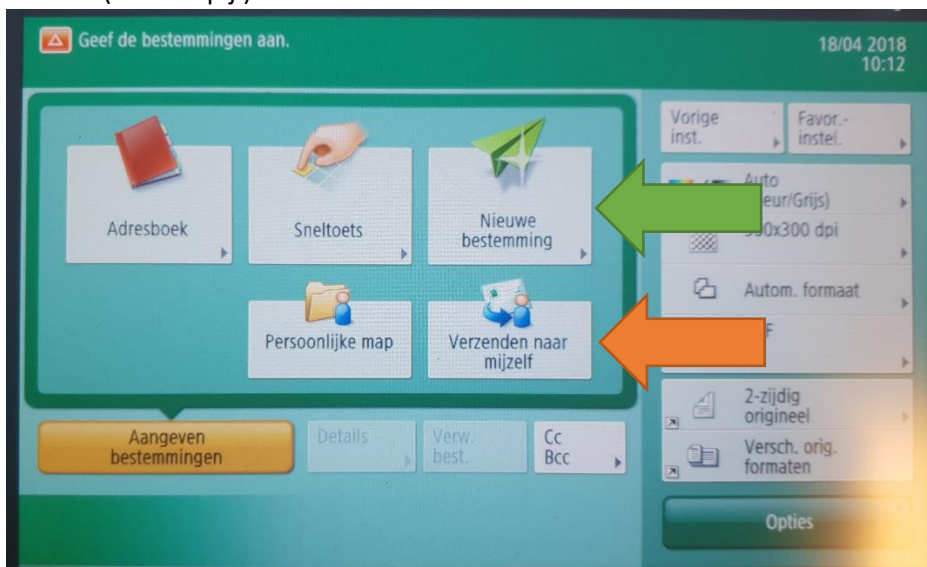 Geef de bestemmingen aan.
18/04 2018
10:12
Adresboek
Sneltoets
Nieuwe
bestemming
Persoonlijke map
Verzenden naar
mijzelf
Aangeven
bestemmingen
Details
Verw.
best.
Cc
Bcc
Vorige
inst.
Favor.-
instel.
Auto
eur/Grijs)
300x300 dpi
Autom. formaat
F
2-zijdig
origineel
Versch. orig.
formaten
Opties